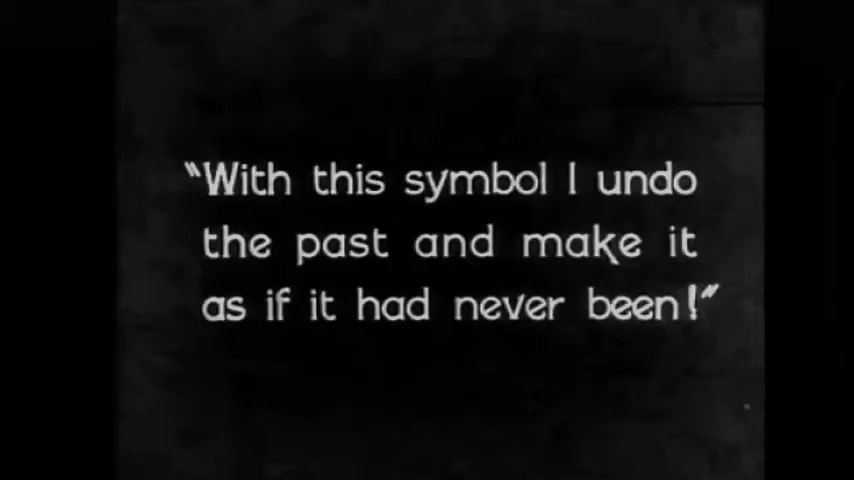 "With this symbol I undo
the past and make it
as if it had never been!"